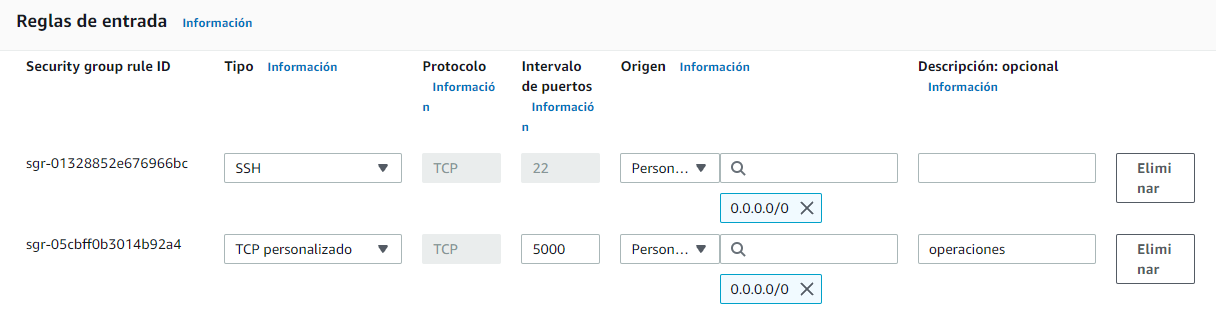 Reglas de entrada Información
Security group rule ID Tipo Información Protocolo Información Intervalo de puertos Información Origen Información Descripción: opcional Información
sgr-01328852e676966bc SSH TCP 22 Person... 0.0.0.0/0 Eliminar
sgr-05cbff0b3014b92a4 TCP personalizado TCP 5000 Person... 0.0.0.0/0 operaciones Eliminar